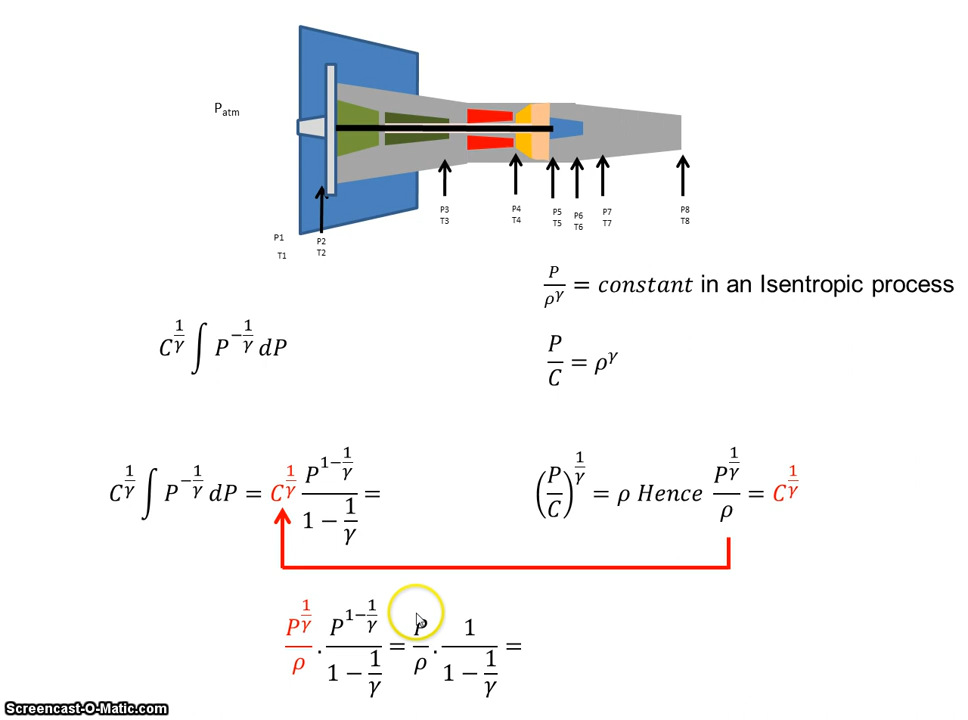 P_atm
P3 T3
P4 T4
P5 T5
P6 T6
P7 T7
P8 T8
P1 T1
P2 T2
P/ρ^γ = constant in an Isentropic process
C^(1/γ) ∫ P^(−1/γ) dP
P/C = ρ^γ
C^(1/γ) ∫ P^(−1/γ) dP = C^(1/γ) P^(1−1/γ)/(1 − 1/γ) =
(P/C)^(1/γ) = ρ Hence P^(1/γ)/ρ = C^(1/γ)
P^(1/γ)/ρ . P^(1−1/γ)/(1 − 1/γ) = P/ρ . 1/(1 − 1/γ) =
Screencast-O-Matic.com